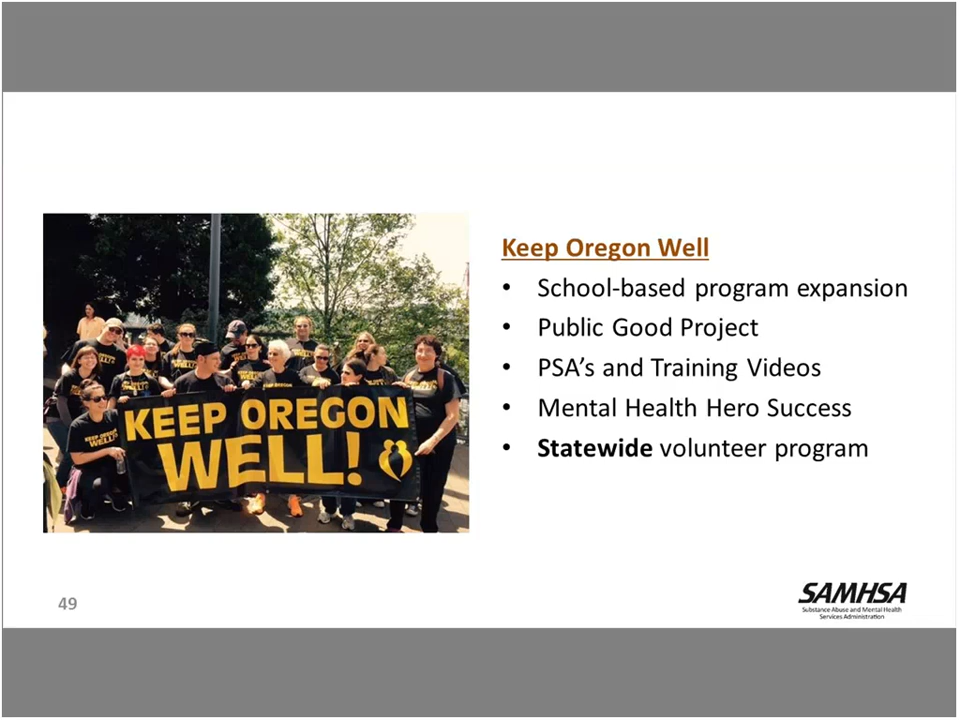 KEEP OREGON
WELL!
Keep Oregon Well
• School-based program expansion
• Public Good Project
• PSA’s and Training Videos
• Mental Health Hero Success
• Statewide volunteer program
49
SAMHSA
Substance Abuse and Mental Health
Services Administration